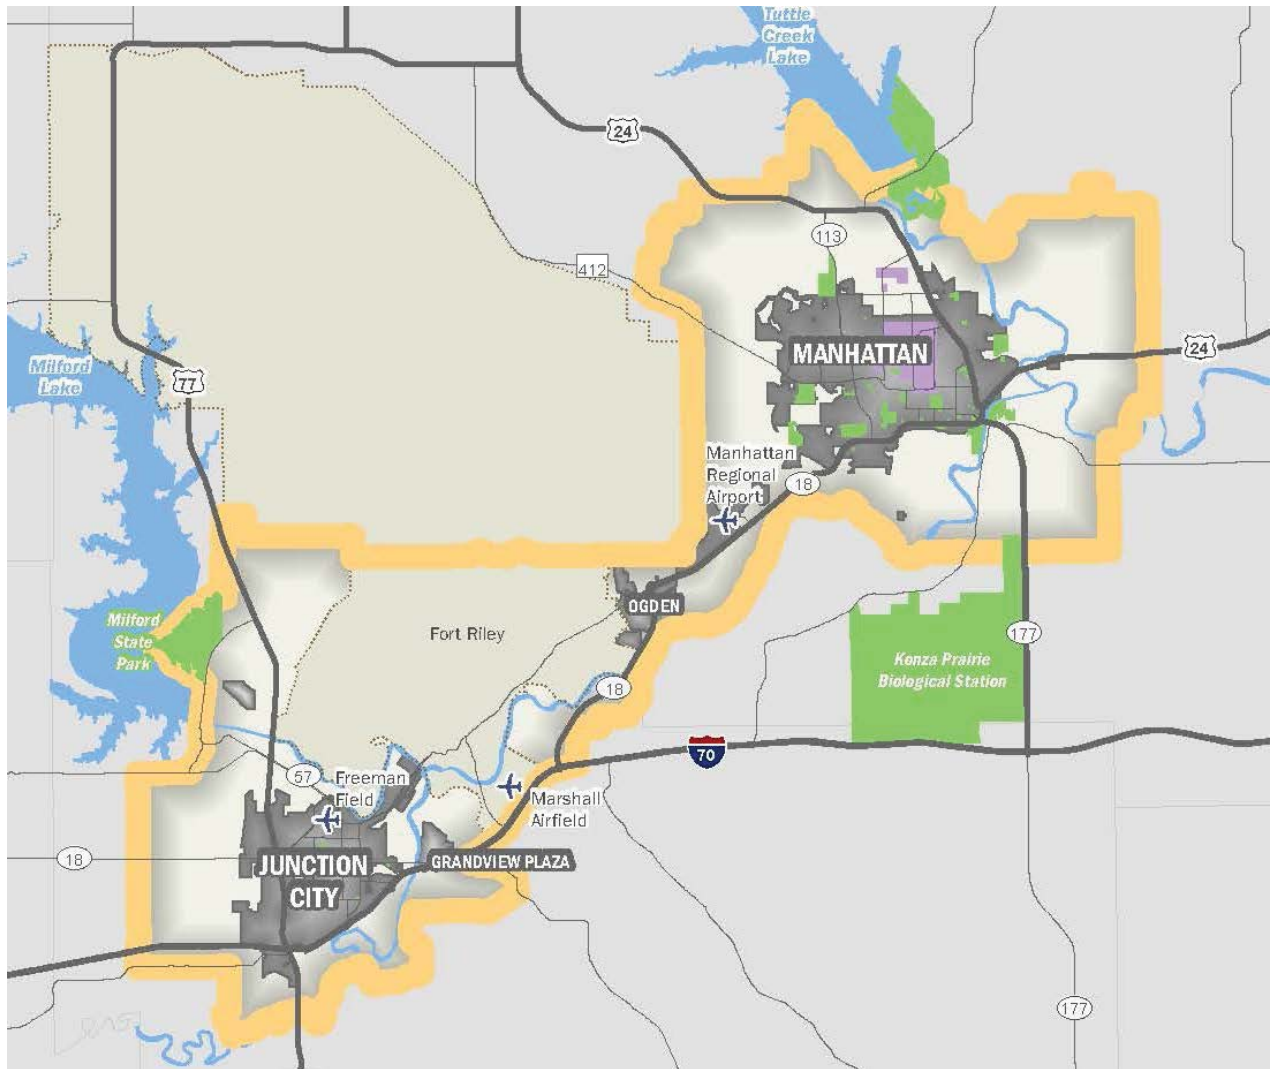 Tuttle
Creek
Lake
24
113
412
Milford
Lake
77
MANHATTAN
24
Manhattan
Regional
Airport
18
OGDEN
Fort Riley
Milford
State
Park
177
Konza Prairie
Biological Station
18
70
57
Freeman
Field
Marshall
Airfield
18
JUNCTION
CITY
GRANDVIEW PLAZA
177